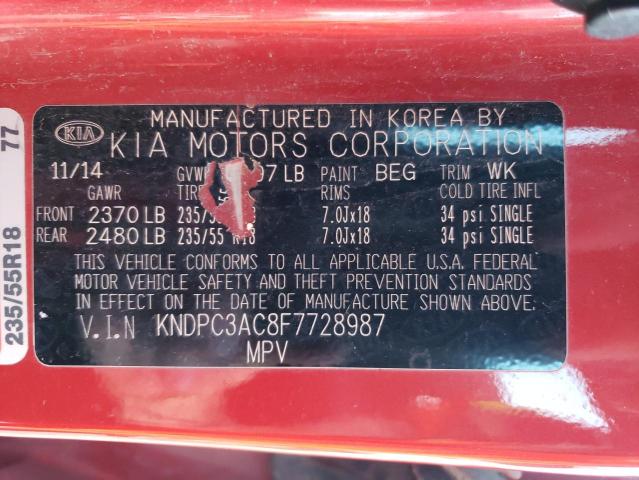 MANUFACTURED IN KOREA BY
KIA KIA MOTORS CORPORATION
11/14 PAINT BEG TRIM WK
GAWR RIMS COLD TIRE INFL
FRONT 2370 LB 7.0Jx18 34 psi SINGLE
REAR 2480 LB 235/55 R18 7.0Jx18 34 psi SINGLE
THIS VEHICLE CONFORMS TO ALL APPLICABLE U.S.A. FEDERAL
MOTOR VEHICLE SAFETY AND THEFT PREVENTION STANDARDS
IN EFFECT ON THE DATE OF MANUFACTURE SHOWN ABOVE.
V.I.N KNDPC3AC8F7728987
MPV
235/55R18 77